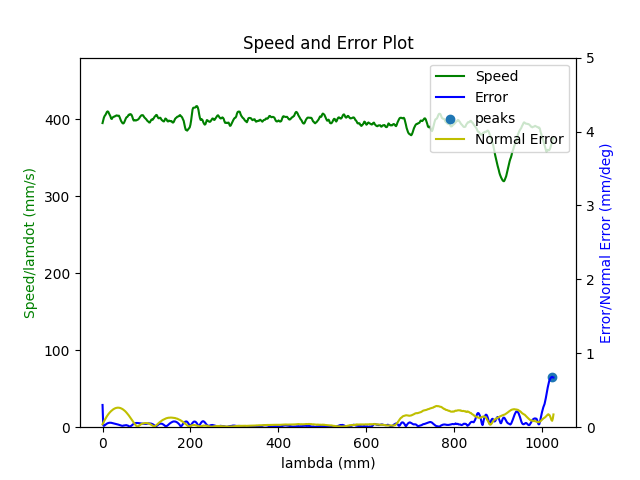 Speed and Error Plot
Speed
Error
peaks
Normal Error
Speed/lamdot (mm/s)
400
300
200
100
0
5
4
3
2
1
0
Error/Normal Error (mm/deg)
0 200 400 600 800 1000
lambda (mm)